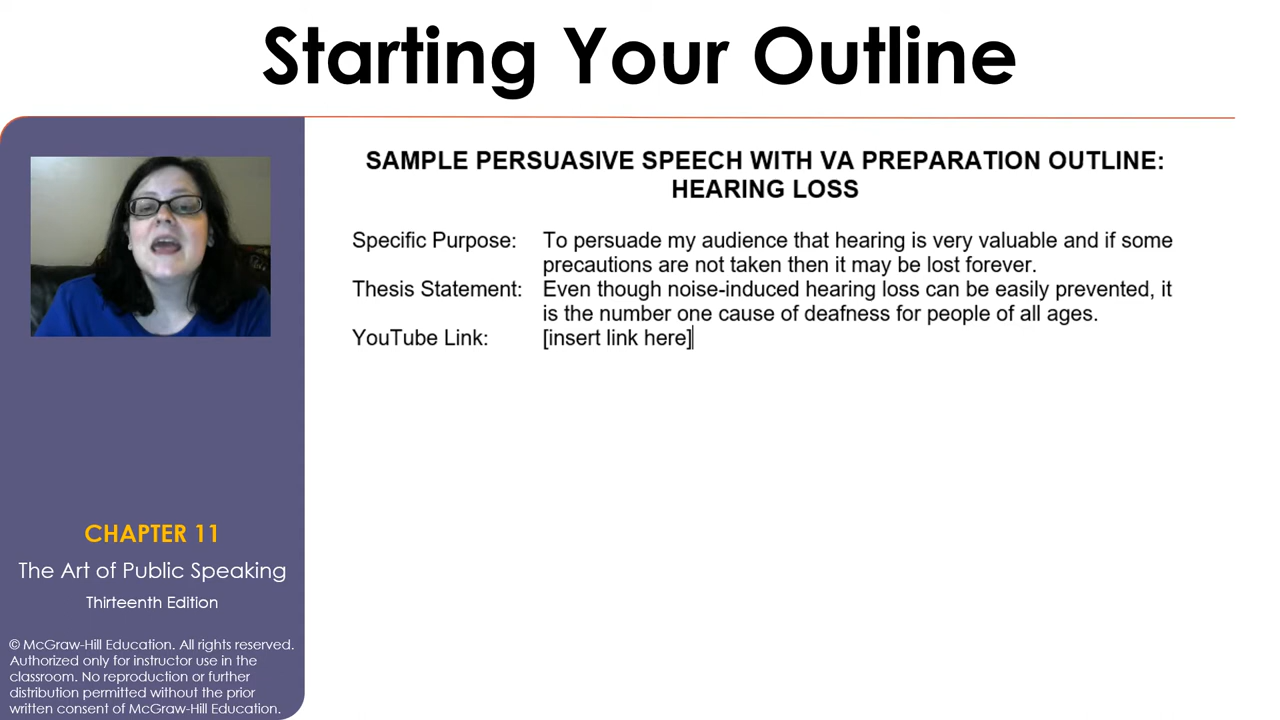 Starting Your Outline
SAMPLE PERSUASIVE SPEECH WITH VA PREPARATION OUTLINE:
HEARING LOSS
Specific Purpose: To persuade my audience that hearing is very valuable and if some
precautions are not taken then it may be lost forever.
Thesis Statement: Even though noise-induced hearing loss can be easily prevented, it
is the number one cause of deafness for people of all ages.
YouTube Link: [insert link here]
CHAPTER 11
The Art of Public Speaking
Thirteenth Edition
© McGraw-Hill Education. All rights reserved.
Authorized only for instructor use in the
classroom. No reproduction or further
distribution permitted without the prior
written consent of McGraw-Hill Education.